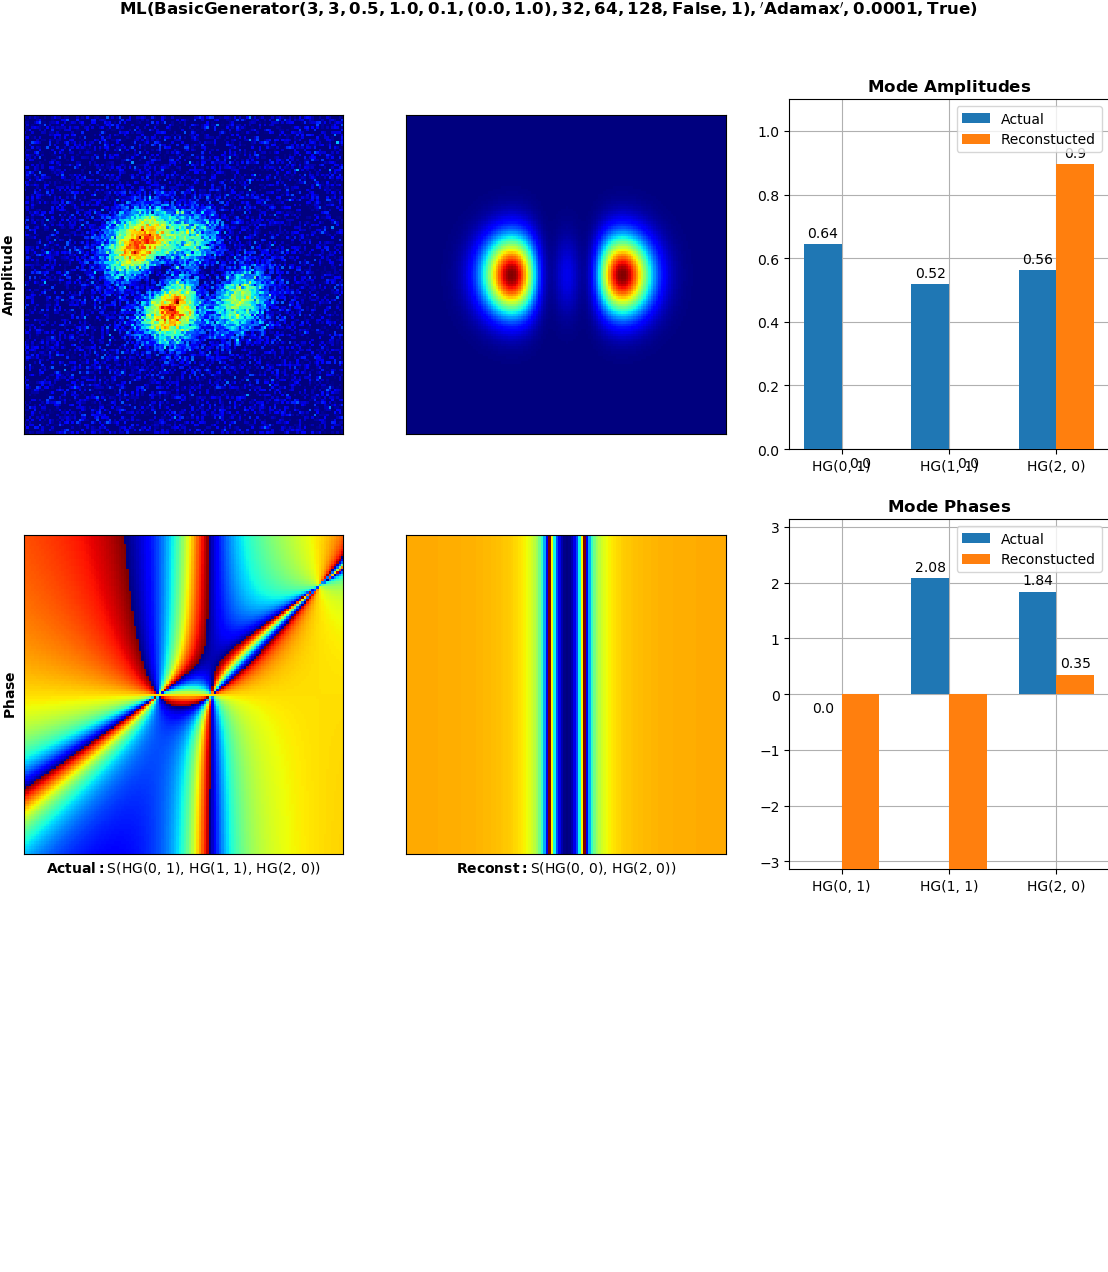 ML(BasicGenerator(3, 3, 0.5, 1.0, 0.1, (0.0, 1.0), 32, 64, 128, False, 1), 'Adamax', 0.0001, True)
Amplitude
Mode Amplitudes
Actual
Reconstucted
1.0
0.8
0.6
0.4
0.2
0.0
0.64
0.52
0.56
0.9
0.0
0.0
HG(0, 1)
HG(1, 1)
HG(2, 0)
Phase
Actual: S(HG(0, 1), HG(1, 1), HG(2, 0))
Reconst: S(HG(0, 0), HG(2, 0))
Mode Phases
Actual
Reconstucted
3
2
1
0
−1
−2
−3
0.0
2.08
1.84
0.35
HG(0, 1)
HG(1, 1)
HG(2, 0)